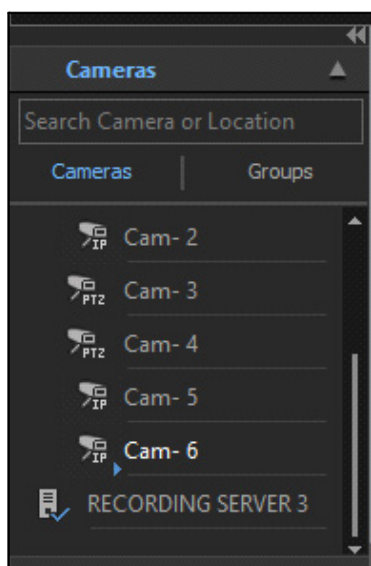 Cameras
Search Camera or Location
Cameras | Groups
IP Cam- 2
PTZ Cam- 3
PTZ Cam- 4
IP Cam- 5
IP Cam- 6
RECORDING SERVER 3